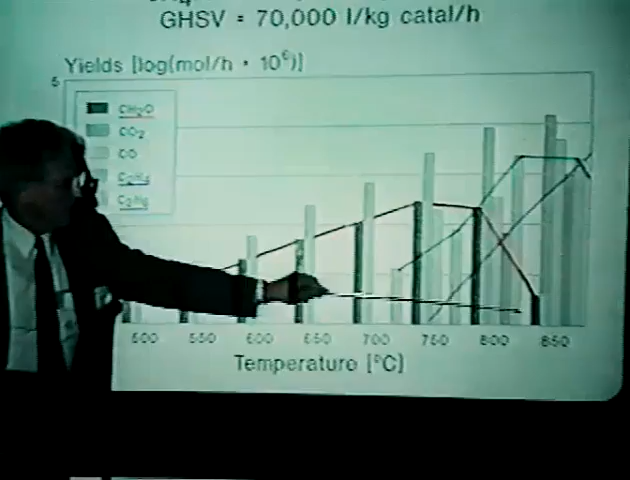 GHSV = 70,000 l/kg catal/h
Yields [log(mol/h · 10⁶)]
5
CH₂O
CO₂
CO
C₂H₄
C₂H₆
500 550 600 650 700 750 800 850
Temperature [°C]